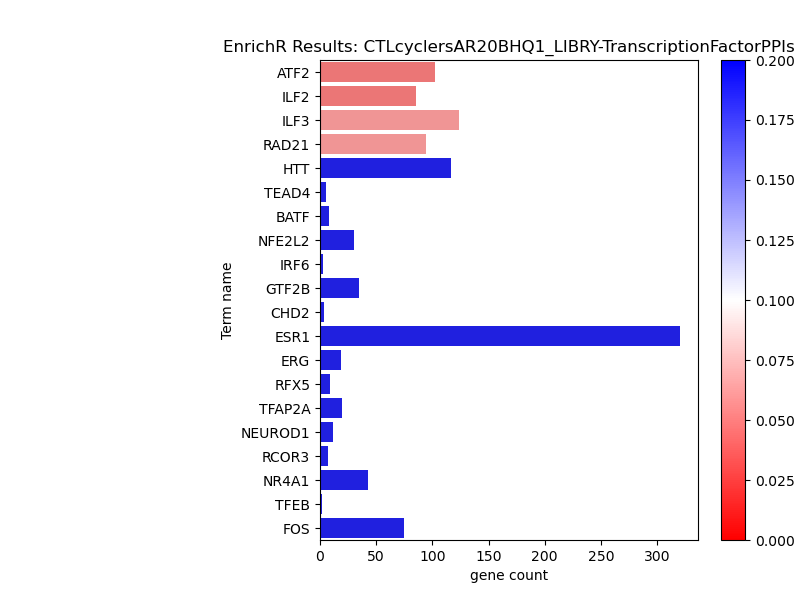 EnrichR Results: CTLcyclersAR20BHQ1_LIBRY-TranscriptionFactorPPIs
ATF2
ILF2
ILF3
RAD21
HTT
TEAD4
BATF
NFE2L2
IRF6
GTF2B
CHD2
ESR1
ERG
RFX5
TFAP2A
NEUROD1
RCOR3
NR4A1
TFEB
FOS
Term name
0 50 100 150 200 250 300
gene count
0.200
0.175
0.150
0.125
0.100
0.075
0.050
0.025
0.000